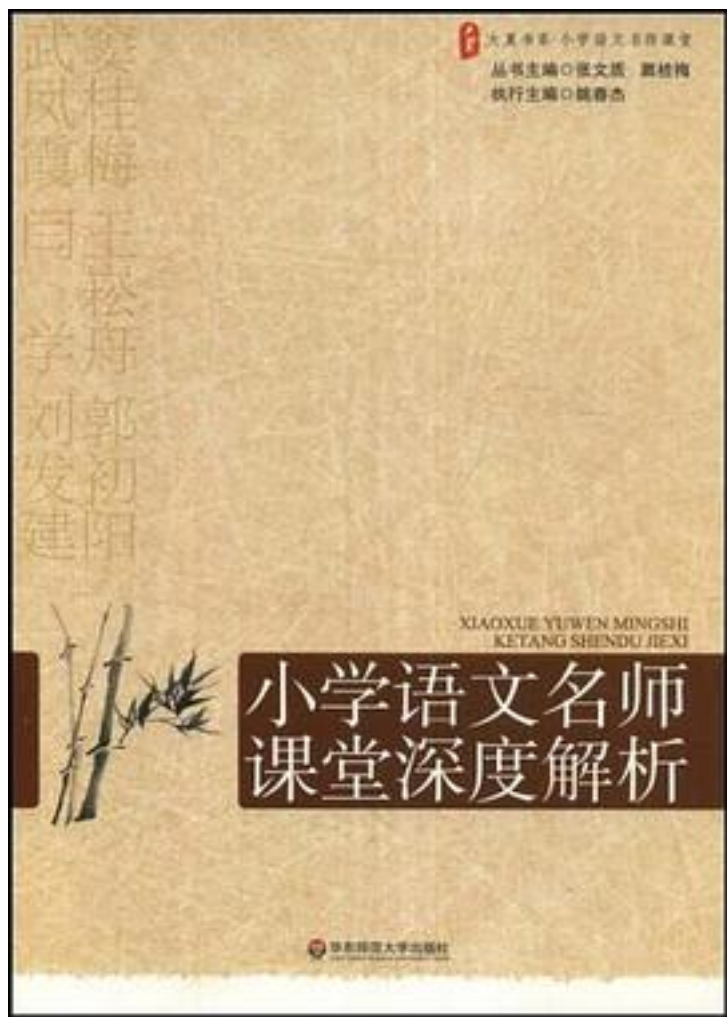 大夏书系·小学语文名师课堂
丛书主编◎张文质 窦桂梅
执行主编◎姚春杰
窦桂梅 王崧舟 郭初阳
武凤霞 闫学 刘发建
XIAOXUE YUWEN MINGSHI
KETANG SHENDU JIEXI
小学语文名师
课堂深度解析
华东师范大学出版社